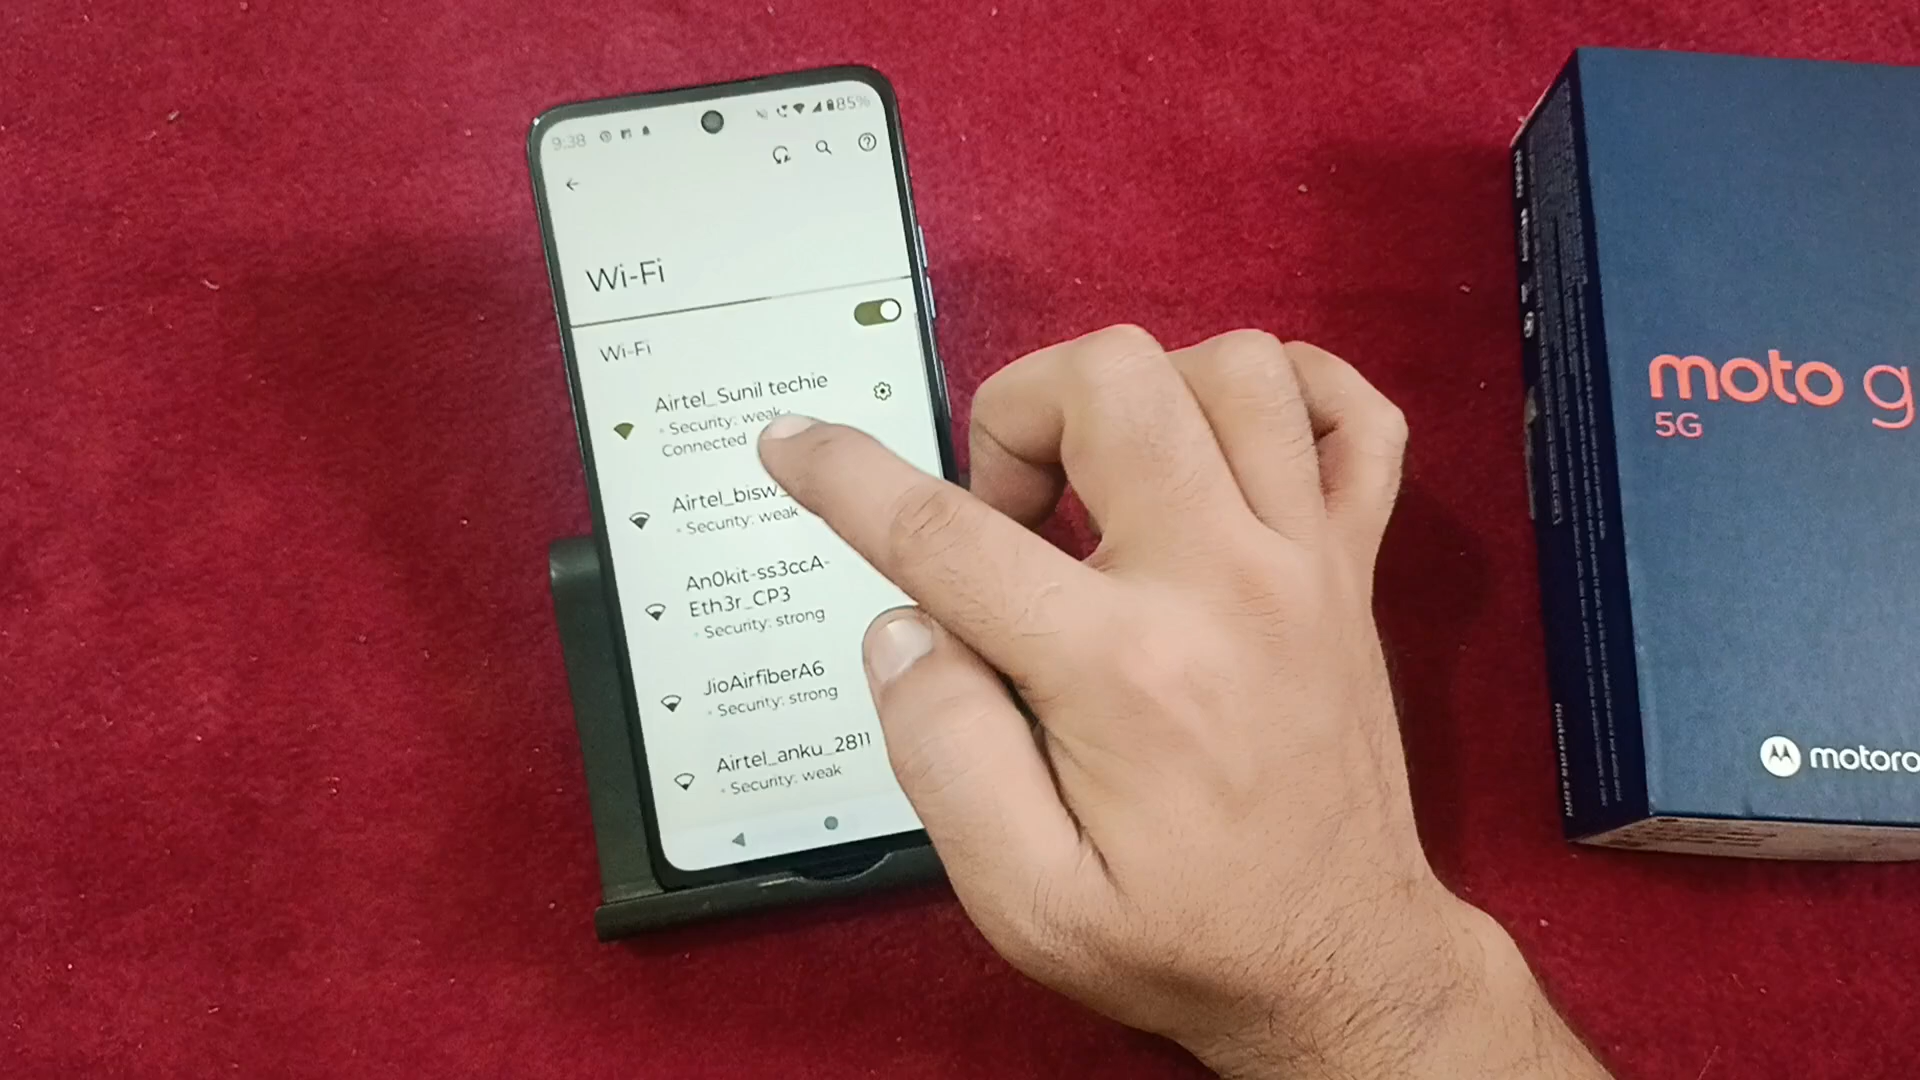 9:38
85%
Wi-Fi
Wi-Fi
Airtel_Sunil techie
Security: weak
Connected
Airtel_bisw_
Security: weak
An0kit-ss3ccA-
Eth3r_CP3
Security: strong
JioAirfiberA6
Security: strong
Airtel_anku_2811
Security: weak
moto g
5G
motoro